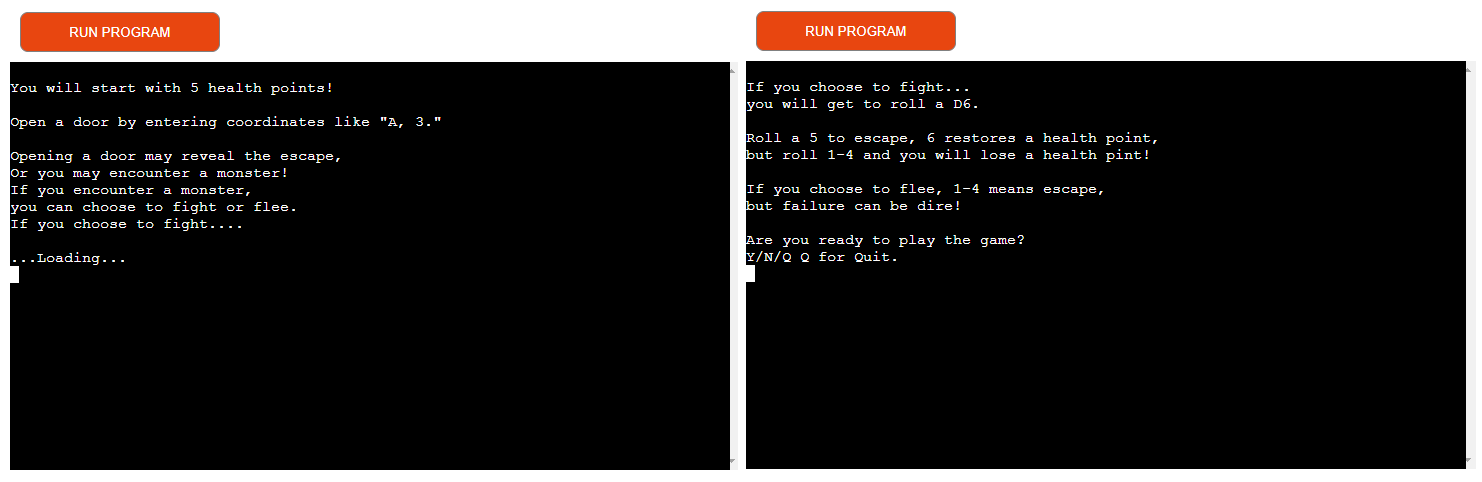 RUN PROGRAM
You will start with 5 health points!
Open a door by entering coordinates like "A, 3."
Opening a door may reveal the escape,
Or you may encounter a monster!
If you encounter a monster,
you can choose to fight or flee.
If you choose to fight....
...Loading...
RUN PROGRAM
If you choose to fight...
you will get to roll a D6.
Roll a 5 to escape, 6 restores a health point,
but roll 1-4 and you will lose a health pint!
If you choose to flee, 1-4 means escape,
but failure can be dire!
Are you ready to play the game?
Y/N/Q Q for Quit.